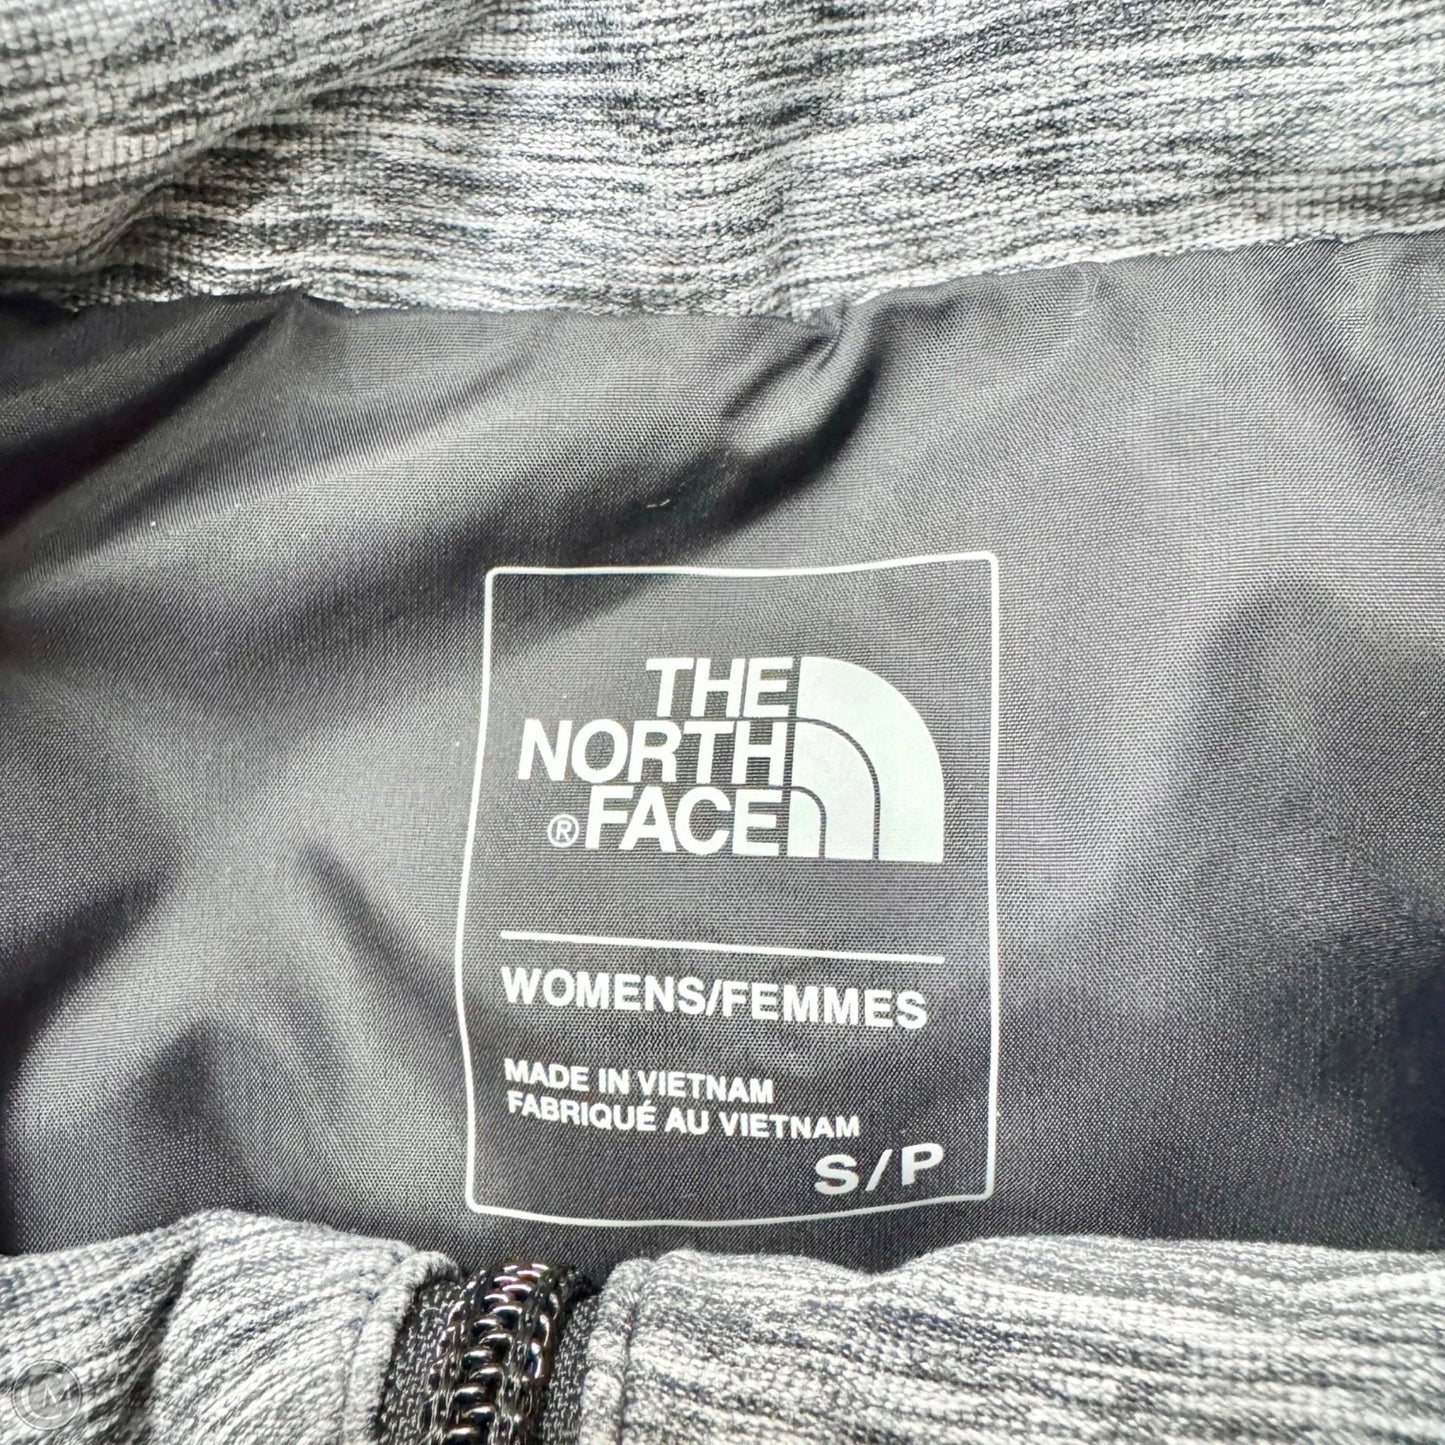 THE
NORTH
®FACE
WOMENS/FEMMES
MADE IN VIETNAM
FABRIQUÉ AU VIETNAM
S/P
M